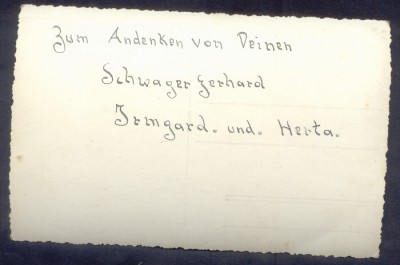 Zum Andenken von Deinen
Schwager Gerhard
Irmgard. und. Herta.